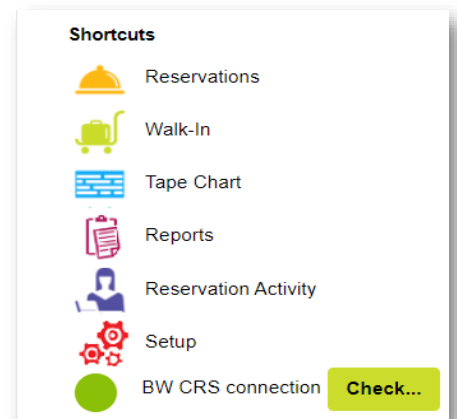 Shortcuts
Reservations
Walk-In
Tape Chart
Reports
Reservation Activity
Setup
BW CRS connection Check...